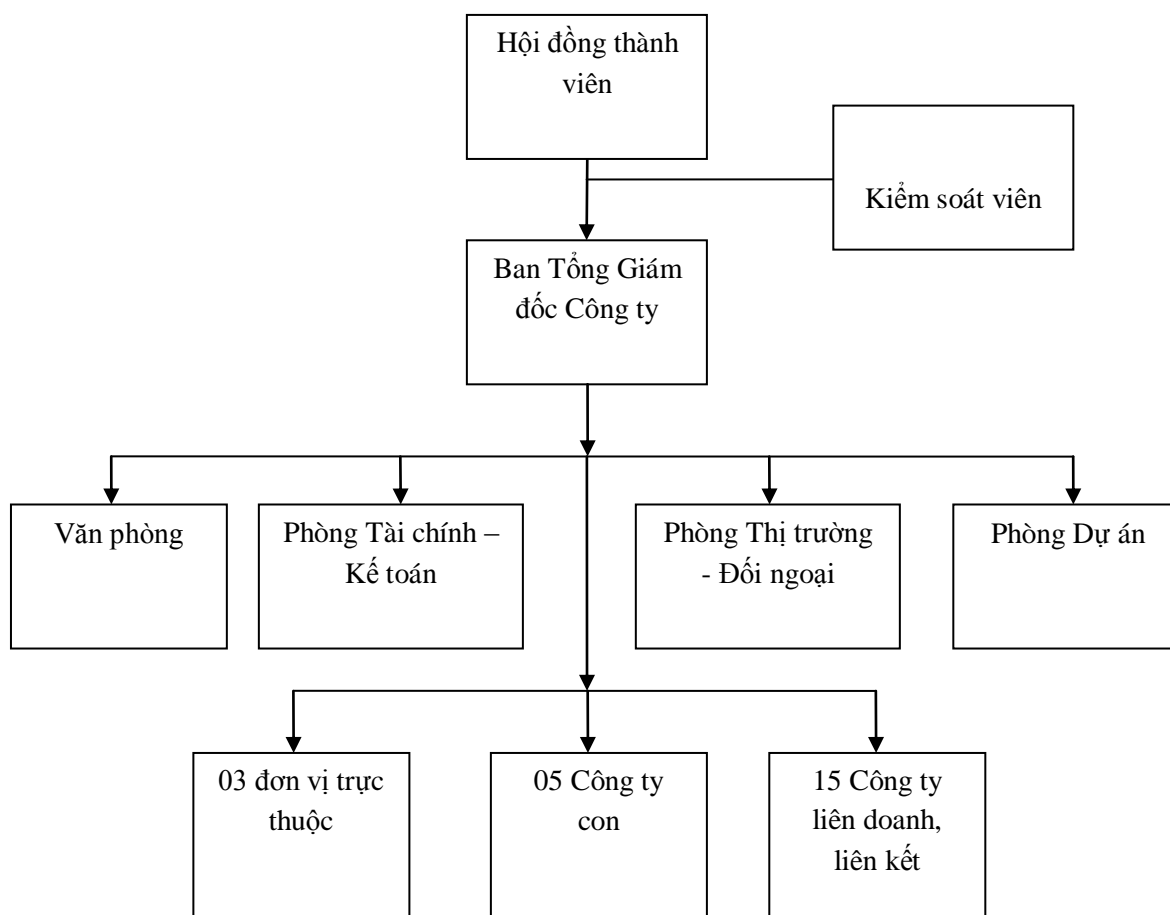 Hội đồng thành
viên
Kiểm soát viên
Ban Tổng Giám
đốc Công ty
Văn phòng
Phòng Tài chính –
Kế toán
Phòng Thị trường
- Đối ngoại
Phòng Dự án
03 đơn vị trực
thuộc
05 Công ty
con
15 Công ty
liên doanh,
liên kết